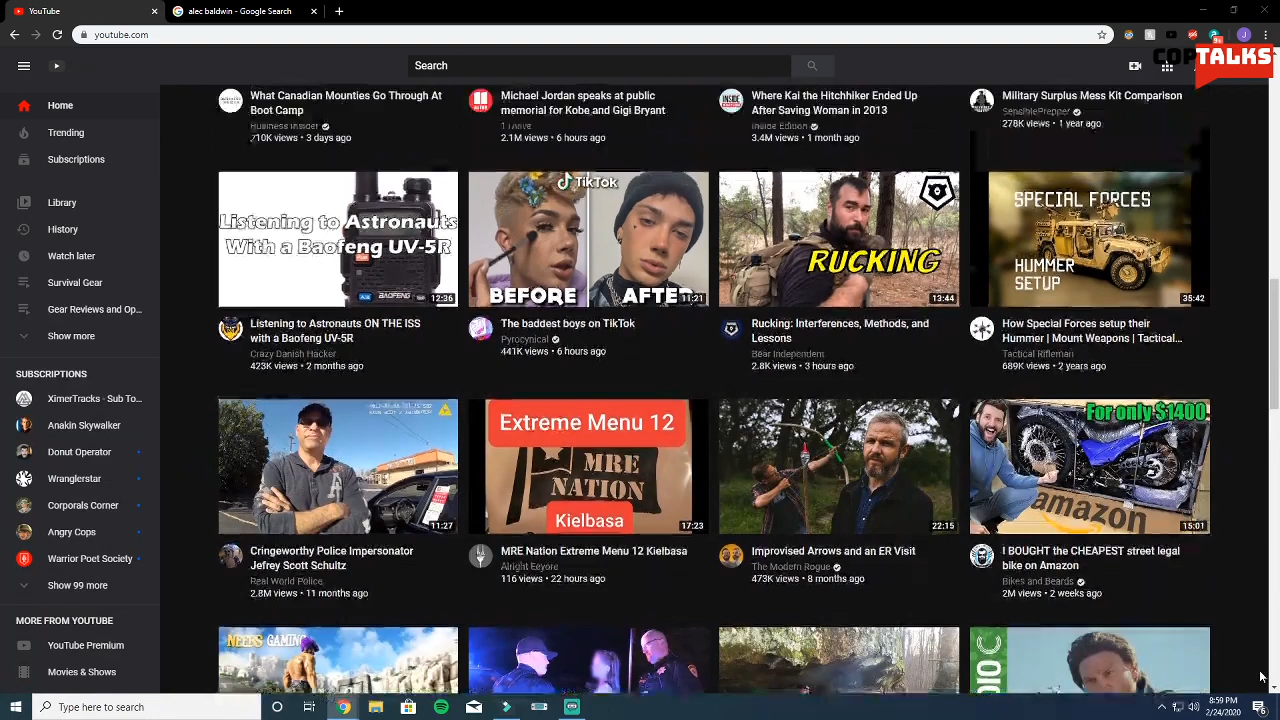 YouTube
alec baldwin - Google Search
youtube.com
9+
J
COPTALKS
Search
Home
Trending
Subscriptions
Library
History
Watch later
Survival Gear
Gear Reviews and Op...
Show more
SUBSCRIPTIONS
XimerTracks - Sub To...
Anakin Skywalker
Donut Operator
Wranglerstar
Corporals Corner
Angry Cops
Warrior Poet Society
Show 99 more
MORE FROM YOUTUBE
YouTube Premium
Movies & Shows
What Canadian Mounties Go Through At
Boot Camp
Business Insider
710K views • 3 days ago
Michael Jordan speaks at public
memorial for Kobe and Gigi Bryant
11Alive
2.1M views • 6 hours ago
INSIDE
Where Kai the Hitchhiker Ended Up
After Saving Woman in 2013
Inside Edition
3.4M views • 1 month ago
Military Surplus Mess Kit Comparison
SensiblePrepper
278K views • 1 year ago
Listening to Astronauts
With a Baofeng UV-5R
BAOFENG
12:36
Listening to Astronauts ON THE ISS
with a Baofeng UV-5R
Crazy Danish Hacker
423K views • 2 months ago
TikTok
BEFORE
AFTER
11:21
The baddest boys on TikTok
Pyrocynical
441K views • 6 hours ago
RUCKING
13:44
Rucking: Interferences, Methods, and
Lessons
Bear Independent
2.8K views • 3 hours ago
SPECIAL FORCES
HUMMER
SETUP
35:42
How Special Forces setup their
Hummer | Mount Weapons | Tactical...
Tactical Rifleman
689K views • 2 years ago
11:27
Cringeworthy Police Impersonator
Jefrey Scott Schultz
Real World Police
2.8M views • 11 months ago
Extreme Menu 12
MRE
NATION
Kielbasa
17:23
MRE Nation Extreme Menu 12 Kielbasa
Alright Eeyore
116 views • 22 hours ago
22:15
Improvised Arrows and an ER Visit
The Modern Rogue
473K views • 8 months ago
For only $1400
amazon
15:01
I BOUGHT the CHEAPEST street legal
bike on Amazon
Bikes and Beards
2M views • 2 weeks ago
NEEBS GAMING
DIO C
Type here to search
8:59 PM
2/24/2020
6